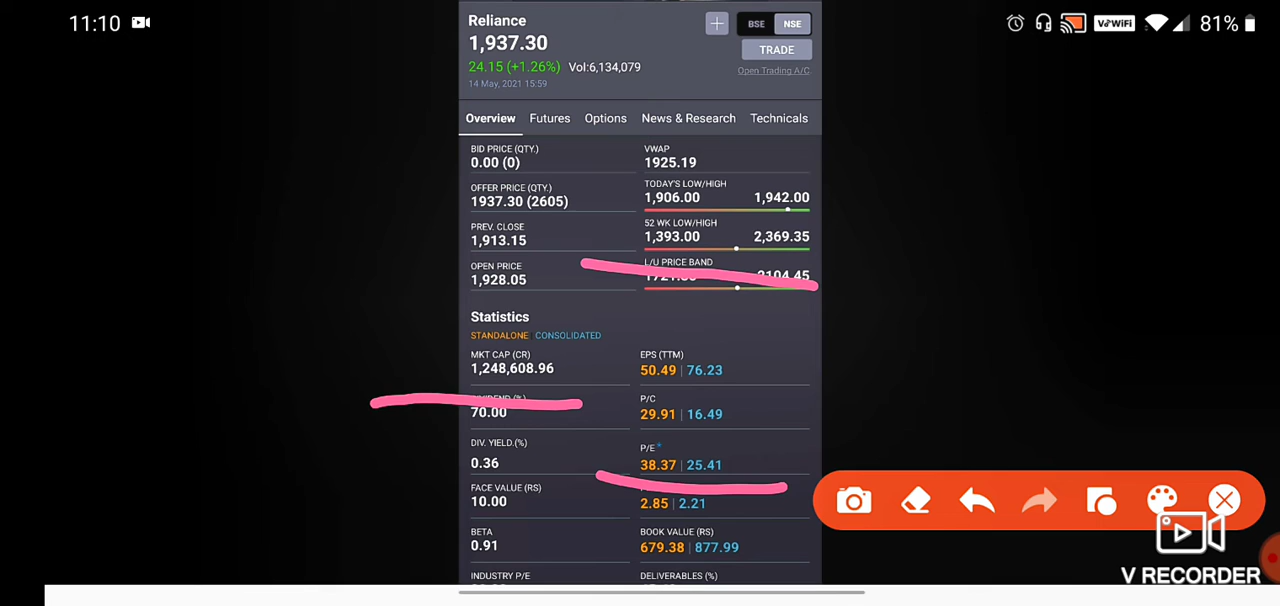 11:10
VoWiFi 81%
Reliance
BSE NSE
1,937.30
TRADE
24.15 (+1.26%) Vol:6,134,079
Open Trading A/C
14 May, 2021 15:59
Overview Futures Options News & Research Technicals
BID PRICE (QTY.) VWAP
0.00 (0) 1925.19
OFFER PRICE (QTY.) TODAY'S LOW/HIGH
1937.30 (2605) 1,906.00 1,942.00
PREV. CLOSE 52 WK LOW/HIGH
1,913.15 1,393.00 2,369.35
OPEN PRICE L/U PRICE BAND
1,928.05 2104.45
Statistics
STANDALONE CONSOLIDATED
MKT CAP (CR) EPS (TTM)
1,248,608.96 50.49 | 76.23
DIVIDEND (%) P/C
70.00 29.91 | 16.49
DIV. YIELD.(%) P/E*
0.36 38.37 | 25.41
FACE VALUE (RS)
10.00 2.85 | 2.21
BETA BOOK VALUE (RS)
0.91 679.38 | 877.99
INDUSTRY P/E DELIVERABLES (%)
V RECORDER